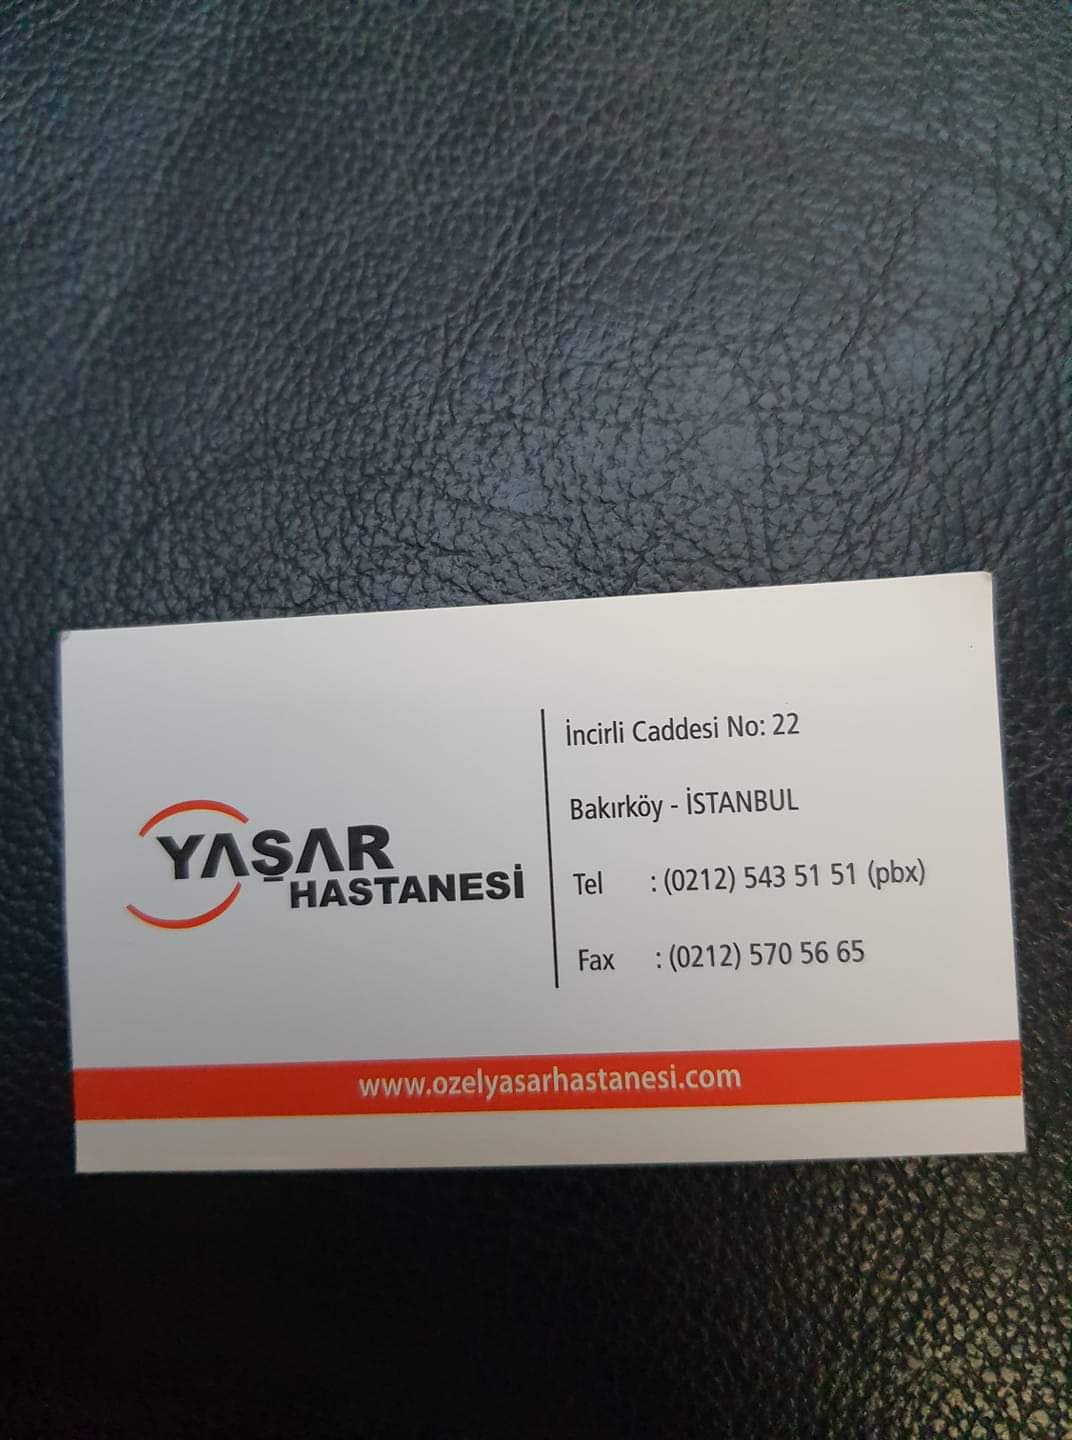 YAŞAR
HASTANESİ
İncirli Caddesi No: 22
Bakırköy - İSTANBUL
Tel : (0212) 543 51 51 (pbx)
Fax : (0212) 570 56 65
www.ozelyasarhastanesi.com